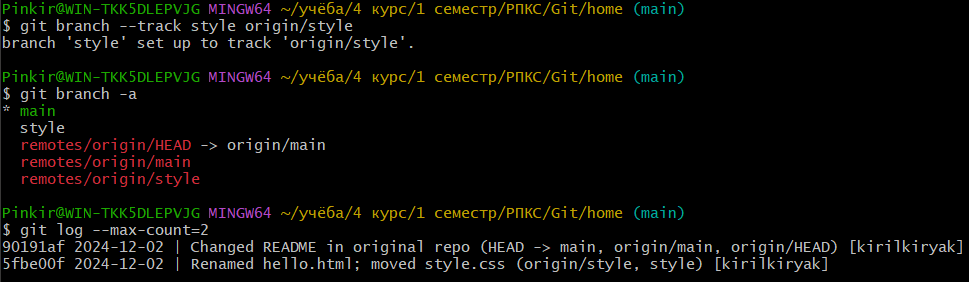 Pinkir@WIN-TKK5DLEPVJG MINGW64 ~/учёба/4 курс/1 семестр/РПКС/Git/home (main)
$ git branch --track style origin/style
branch 'style' set up to track 'origin/style'.
Pinkir@WIN-TKK5DLEPVJG MINGW64 ~/учёба/4 курс/1 семестр/РПКС/Git/home (main)
$ git branch -a
* main
  style
  remotes/origin/HEAD -> origin/main
  remotes/origin/main
  remotes/origin/style
Pinkir@WIN-TKK5DLEPVJG MINGW64 ~/учёба/4 курс/1 семестр/РПКС/Git/home (main)
$ git log --max-count=2
90191af 2024-12-02 | Changed README in original repo (HEAD -> main, origin/main, origin/HEAD) [kirilkiryak]
5fbe00f 2024-12-02 | Renamed hello.html; moved style.css (origin/style, style) [kirilkiryak]